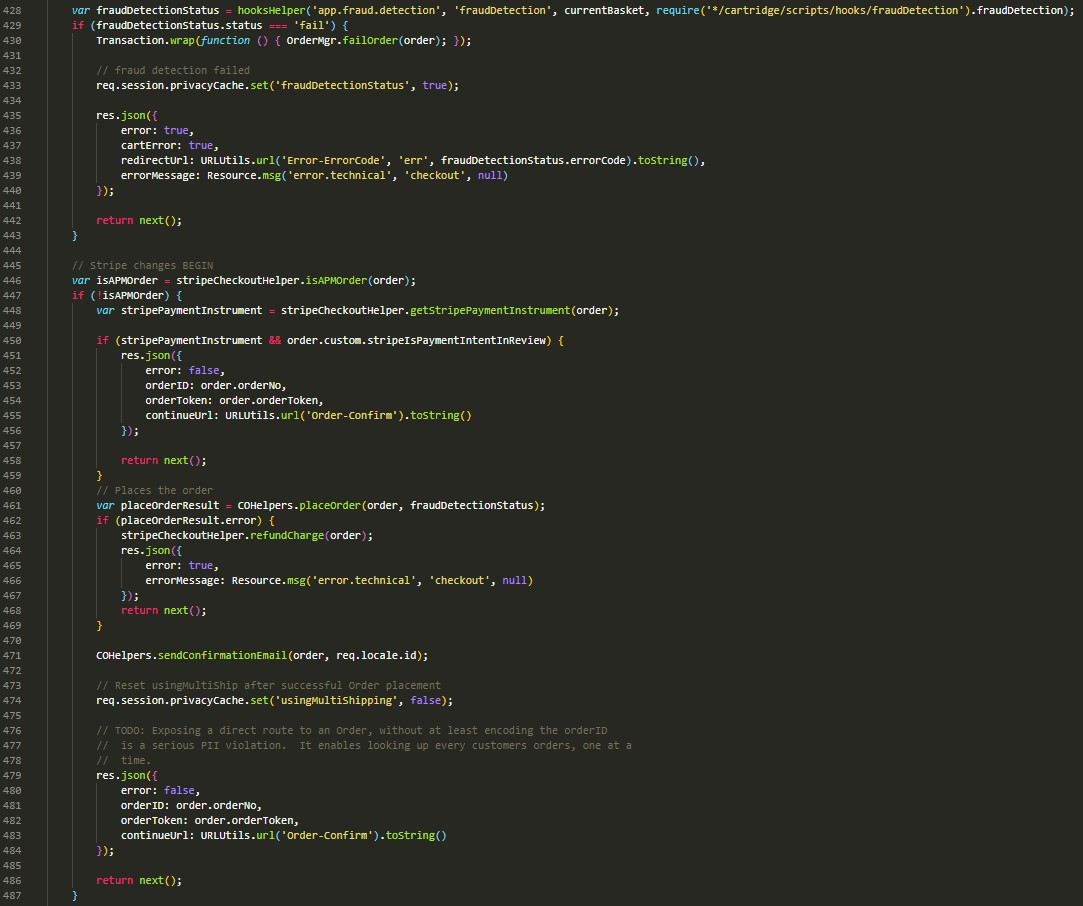 428 var fraudDetectionStatus = hooksHelper('app.fraud.detection', 'fraudDetection', currentBasket, require('*/cartridge/scripts/hooks/fraudDetection').fraudDetection);
429 if (fraudDetectionStatus.status === 'fail') {
430 Transaction.wrap(function () { OrderMgr.failOrder(order); });
431
432 // fraud detection failed
433 req.session.privacyCache.set('fraudDetectionStatus', true);
434
435 res.json({
436 error: true,
437 cartError: true,
438 redirectUrl: URLUtils.url('Error-ErrorCode', 'err', fraudDetectionStatus.errorCode).toString(),
439 errorMessage: Resource.msg('error.technical', 'checkout', null)
440 });
441
442 return next();
443 }
444
445 // Stripe changes BEGIN
446 var isAPMOrder = stripeCheckoutHelper.isAPMOrder(order);
447 if (!isAPMOrder) {
448 var stripePaymentInstrument = stripeCheckoutHelper.getStripePaymentInstrument(order);
449
450 if (stripePaymentInstrument && order.custom.stripeIsPaymentIntentInReview) {
451 res.json({
452 error: false,
453 orderID: order.orderNo,
454 orderToken: order.orderToken,
455 continueUrl: URLUtils.url('Order-Confirm').toString()
456 });
457
458 return next();
459 }
460 // Places the order
461 var placeOrderResult = COHelpers.placeOrder(order, fraudDetectionStatus);
462 if (placeOrderResult.error) {
463 stripeCheckoutHelper.refundCharge(order);
464 res.json({
465 error: true,
466 errorMessage: Resource.msg('error.technical', 'checkout', null)
467 });
468 return next();
469 }
470
471 COHelpers.sendConfirmationEmail(order, req.locale.id);
472
473 // Reset usingMultiShip after successful Order placement
474 req.session.privacyCache.set('usingMultiShipping', false);
475
476 // TODO: Exposing a direct route to an Order, without at least encoding the orderID
477 //  is a serious PII violation.  It enables looking up every customers orders, one at a
478 //  time.
479 res.json({
480 error: false,
481 orderID: order.orderNo,
482 orderToken: order.orderToken,
483 continueUrl: URLUtils.url('Order-Confirm').toString()
484 });
485
486 return next();
487 }